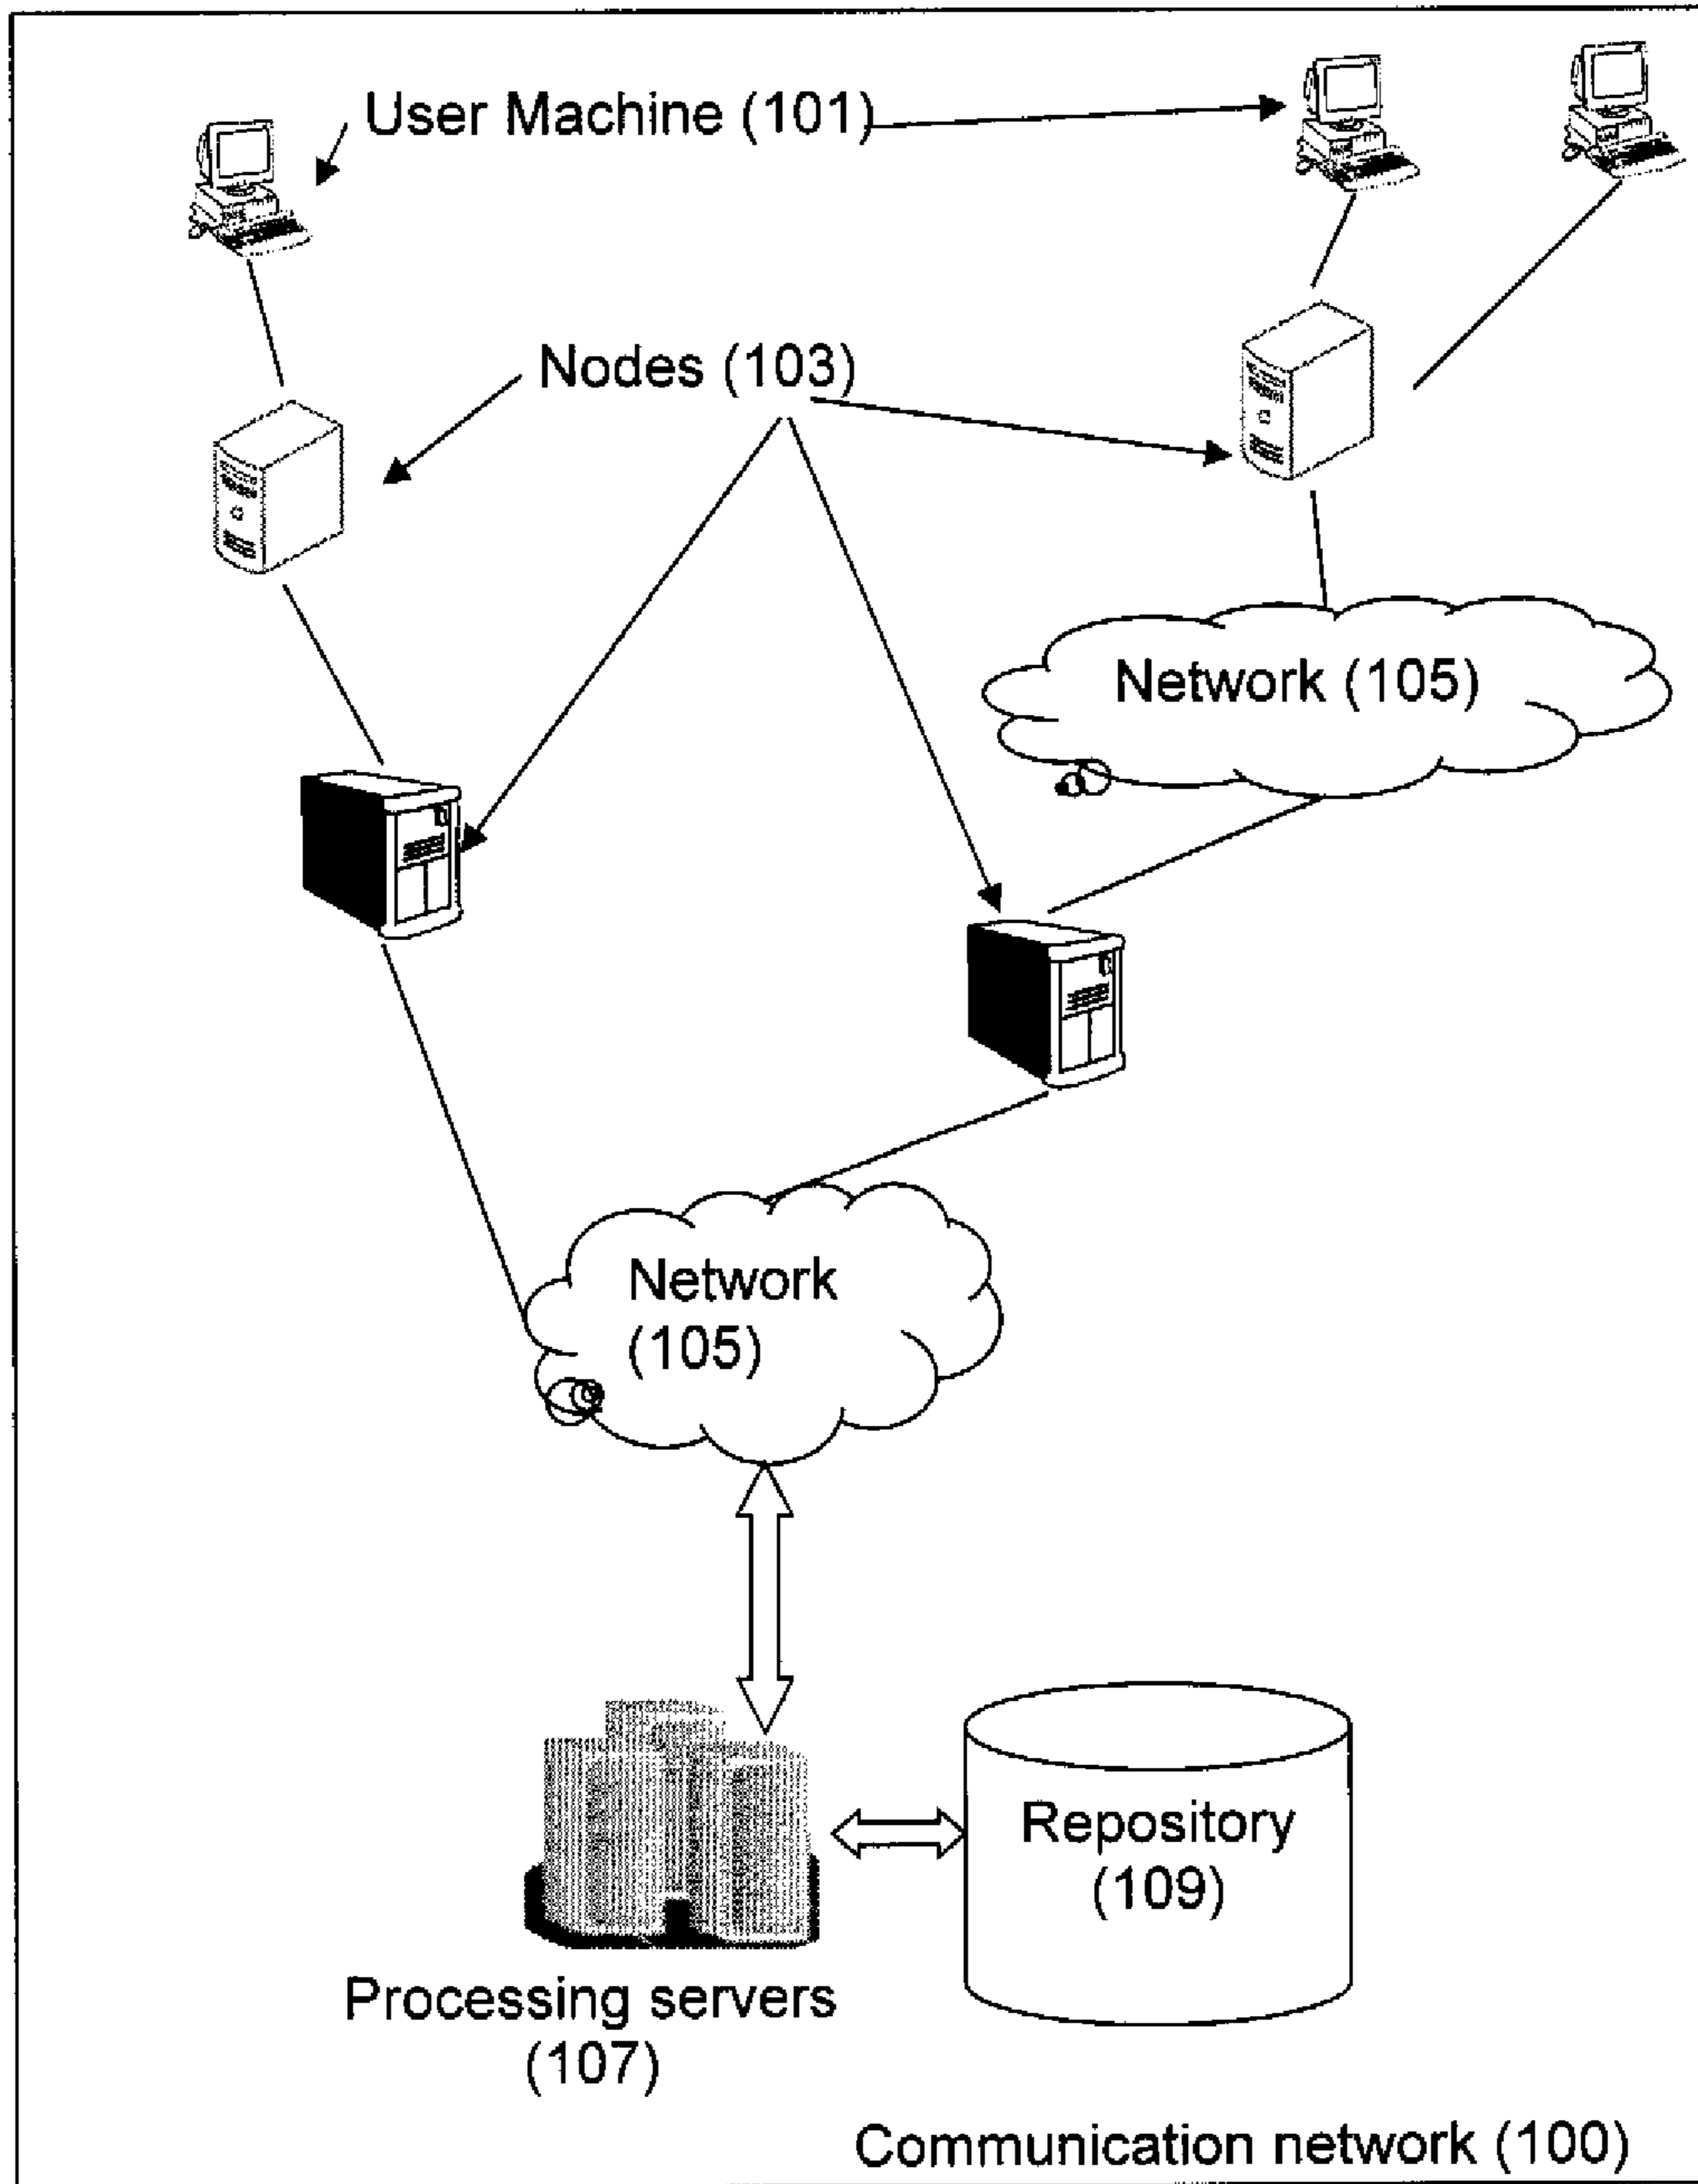 User Machine (101)
Nodes (103)
Network (105)
Network
(105)
Repository
(109)
Processing servers
(107)
Communication network (100)